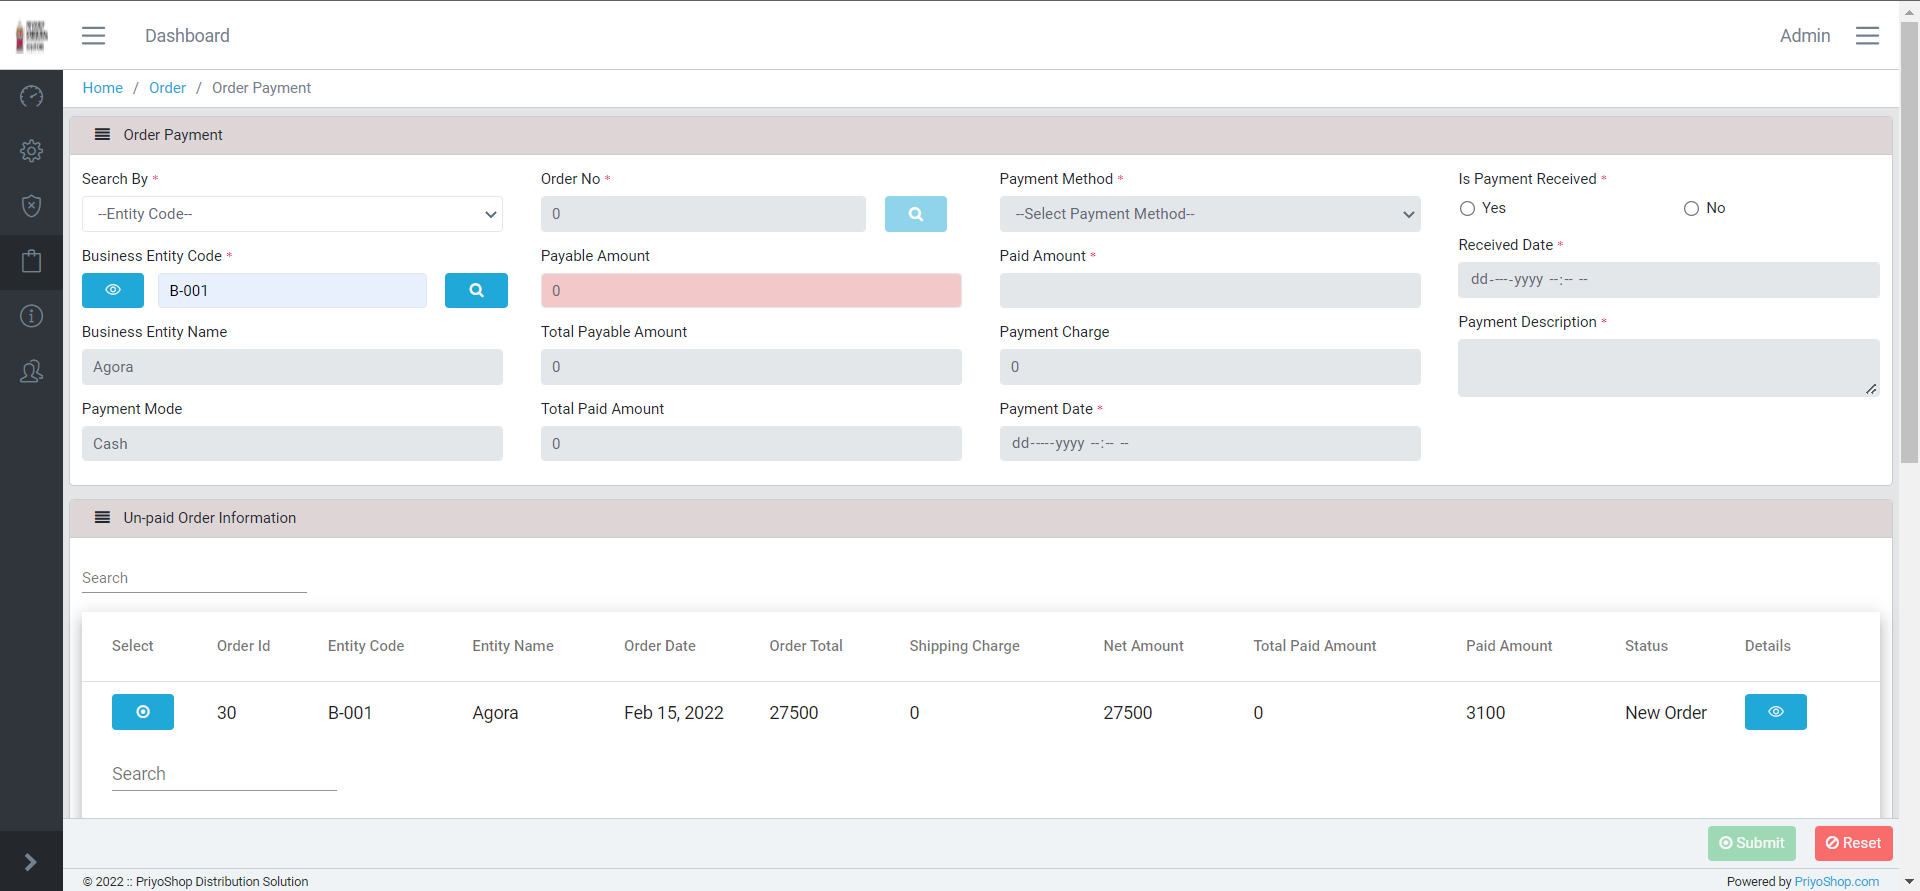 Dashboard
Admin
Home / Order / Order Payment
Order Payment
Search By *
--Entity Code--
Order No *
0
Payment Method *
--Select Payment Method--
Is Payment Received *
Yes
No
Business Entity Code *
B-001
Payable Amount
0
Paid Amount *
Received Date *
dd-----yyyy --:-- --
Business Entity Name
Agora
Total Payable Amount
0
Payment Charge
0
Payment Description *
Payment Mode
Cash
Total Paid Amount
0
Payment Date *
dd-----yyyy --:-- --
Un-paid Order Information
Search
Select Order Id Entity Code Entity Name Order Date Order Total Shipping Charge Net Amount Total Paid Amount Paid Amount Status Details
30 B-001 Agora Feb 15, 2022 27500 0 27500 0 3100 New Order
Search
Submit
Reset
© 2022 :: PriyoShop Distribution Solution
Powered by PriyoShop.com